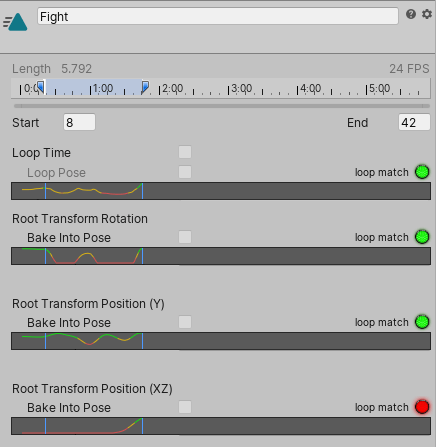 Fight
Length 5.792 24 FPS
0:00 1:00 2:00 3:00 4:00 5:00
Start 8 End 42
Loop Time
Loop Pose loop match
Root Transform Rotation
Bake Into Pose loop match
Root Transform Position (Y)
Bake Into Pose loop match
Root Transform Position (XZ)
Bake Into Pose loop match